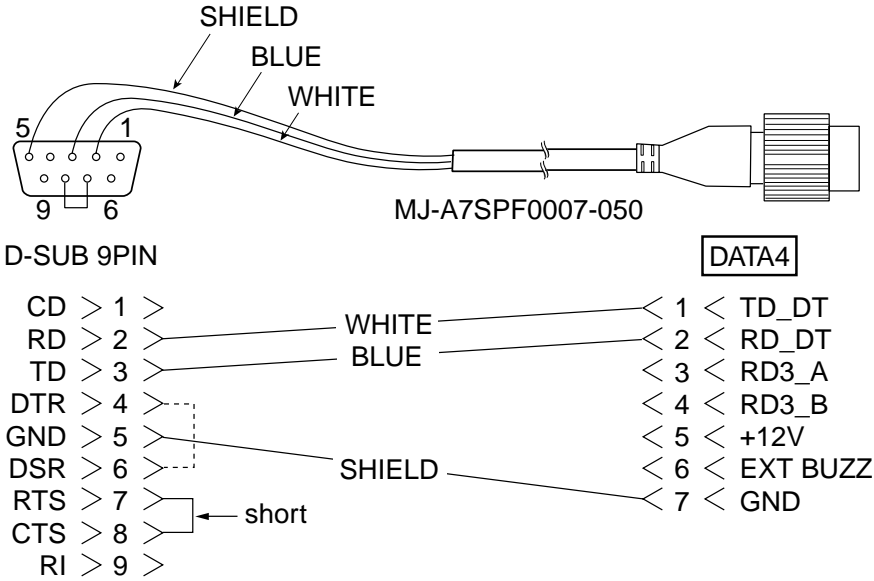 SHIELD
BLUE
WHITE
5 1
9 6
MJ-A7SPF0007-050
D-SUB 9PIN DATA4
CD 1 WHITE 1 TD_DT
RD 2 BLUE 2 RD_DT
TD 3 3 RD3_A
DTR 4 4 RD3_B
GND 5 5 +12V
DSR 6 SHIELD 6 EXT BUZZ
RTS 7 short 7 GND
CTS 8
RI 9